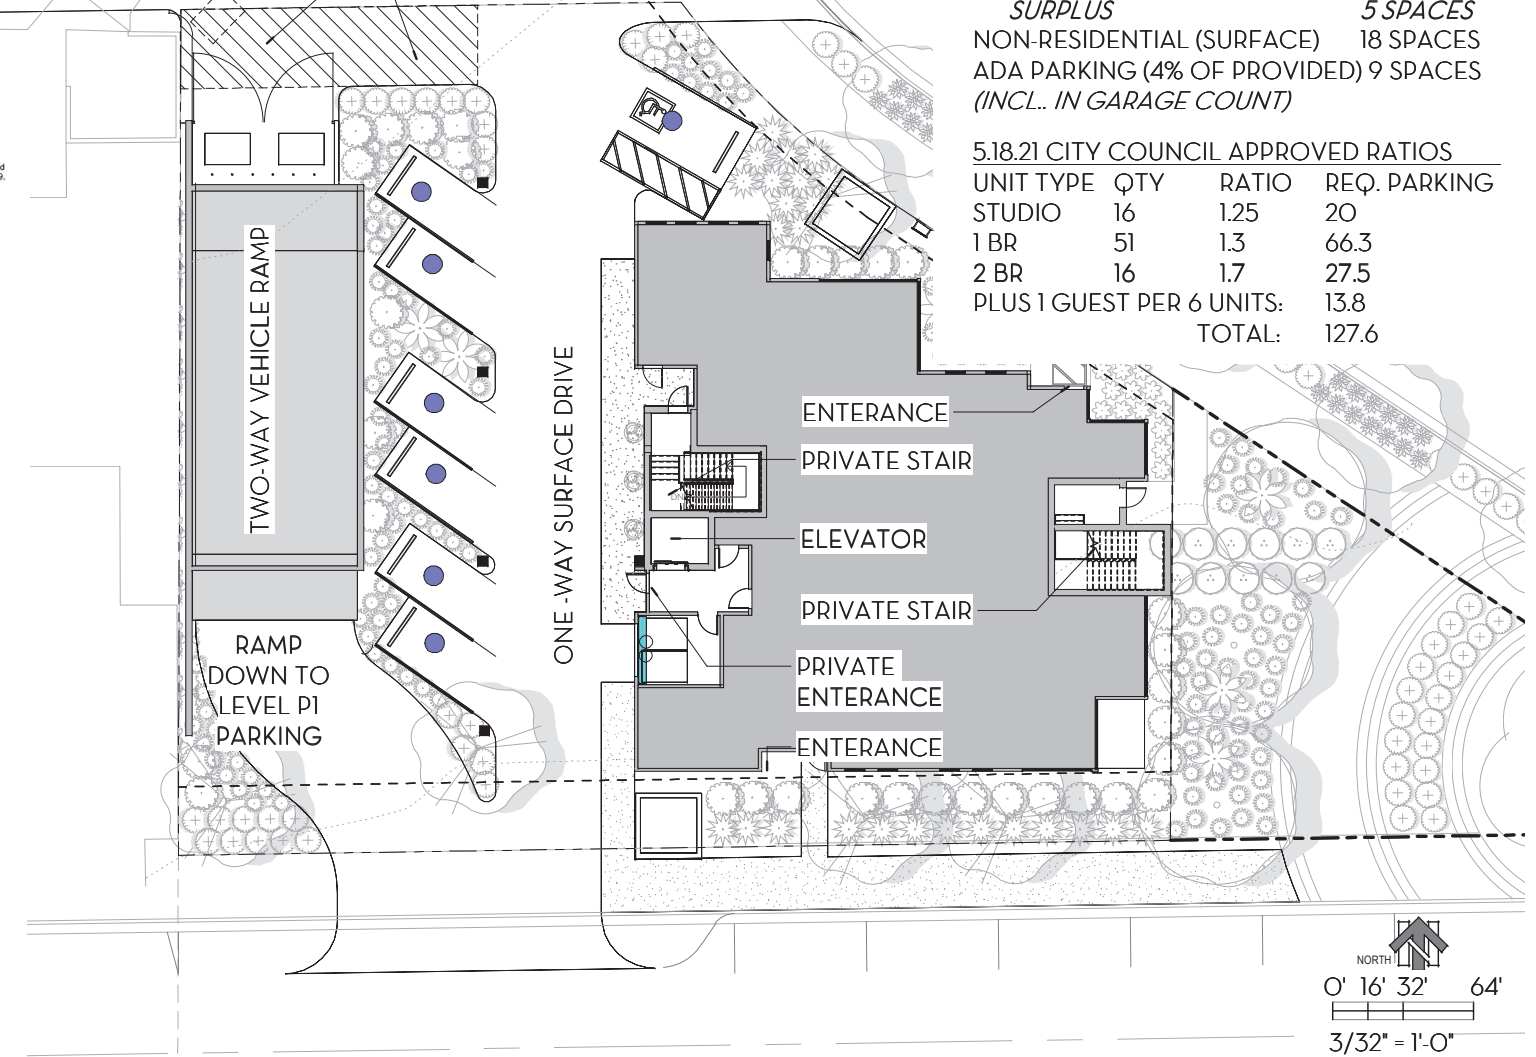 SURPLUS 5 SPACES
NON-RESIDENTIAL (SURFACE) 18 SPACES
ADA PARKING (4% OF PROVIDED) 9 SPACES
(INCL.. IN GARAGE COUNT)
5.18.21 CITY COUNCIL APPROVED RATIOS
UNIT TYPE QTY RATIO REQ. PARKING
STUDIO 16 1.25 20
1 BR 51 1.3 66.3
2 BR 16 1.7 27.5
PLUS 1 GUEST PER 6 UNITS: 13.8
TOTAL: 127.6
TWO-WAY VEHICLE RAMP
ONE -WAY SURFACE DRIVE
ENTERANCE
PRIVATE STAIR
DN
ELEVATOR
PRIVATE STAIR
PRIVATE
ENTERANCE
ENTERANCE
RAMP
DOWN TO
LEVEL P1
PARKING
NORTH
0' 16' 32' 64'
3/32" = 1'-0"